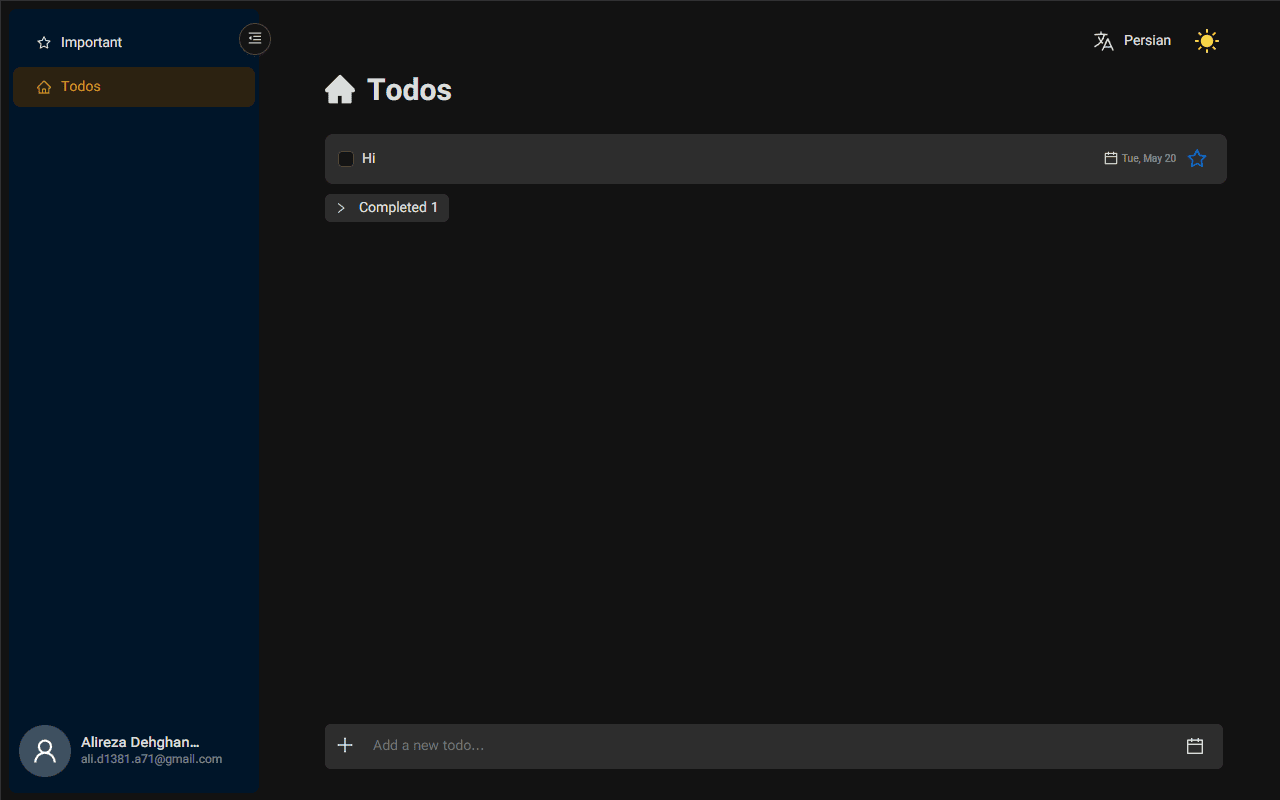 Important
Persian
Todos
Todos
Hi
Tue, May 20
Completed 1
Alireza Dehghan...
ali.d1381.a71@gmail.com
Add a new todo...